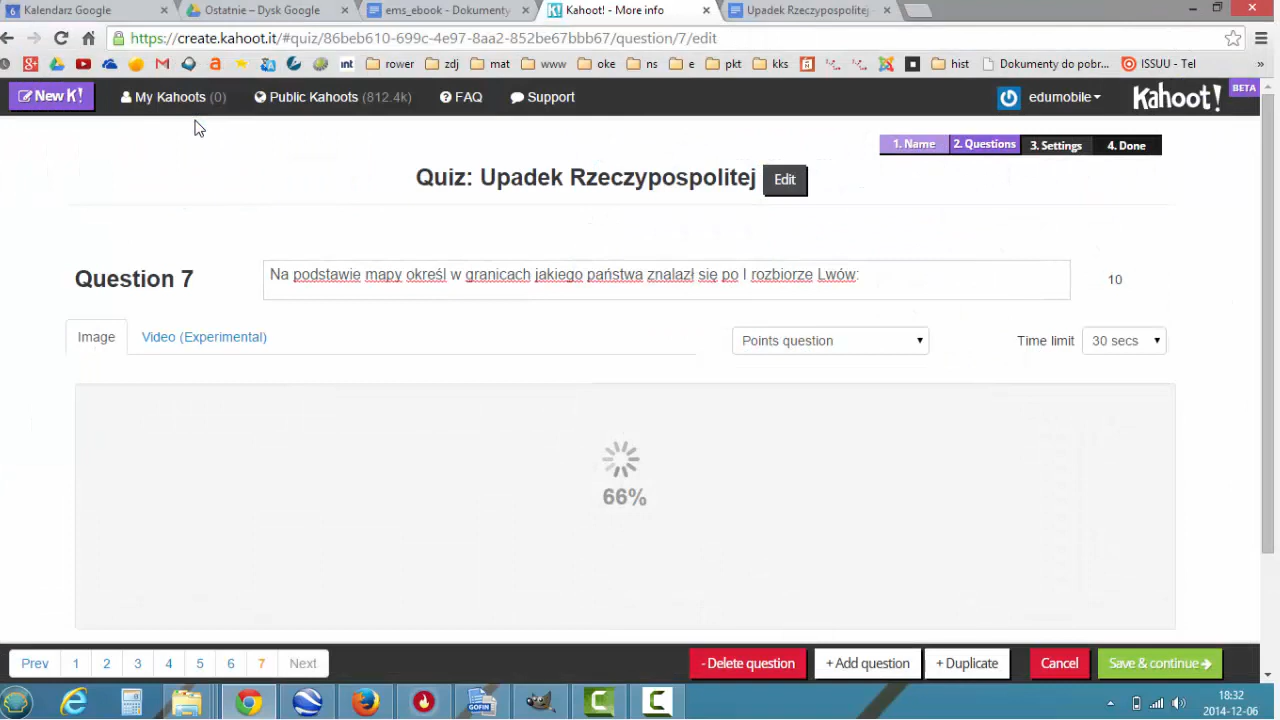 Kalendarz Google
Ostatnie – Dysk Google
ems_ebook - Dokumenty
Kahoot! - More info
Upadek Rzeczypospolitej
https://create.kahoot.it/#quiz/86beb610-699c-4e97-8aa2-852be67bbb67/question/7/edit
int
rower
zdj
mat
www
oke
ns
e
pkt
kks
hist
Dokumenty do pobr...
ISSUU - Tel
New K!
My Kahoots (0)
Public Kahoots (812.4k)
FAQ
Support
edumobile
Kahoot!
BETA
1. Name
2. Questions
3. Settings
4. Done
Quiz: Upadek Rzeczypospolitej
Edit
Question 7
Na podstawie mapy określ w granicach jakiego państwa znalazł się po I rozbiorze Lwów:
10
Image
Video (Experimental)
Points question
Time limit
30 secs
66%
Prev
1
2
3
4
5
6
7
Next
- Delete question
+ Add question
+ Duplicate
Cancel
Save & continue
GOFIN
18:32
2014-12-06